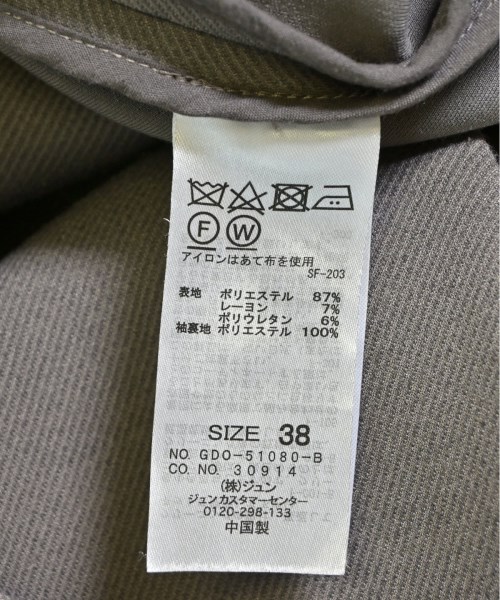 F W
アイロンはあて布を使用
SF-203
表地 ポリエステル 87%
レーヨン 7%
ポリウレタン 6%
袖裏地 ポリエステル 100%
SIZE 38
NO. GDO-51080-B
CO. NO. 30914
(株)ジュン
ジュンカスタマーセンター
0120-298-133
中国製